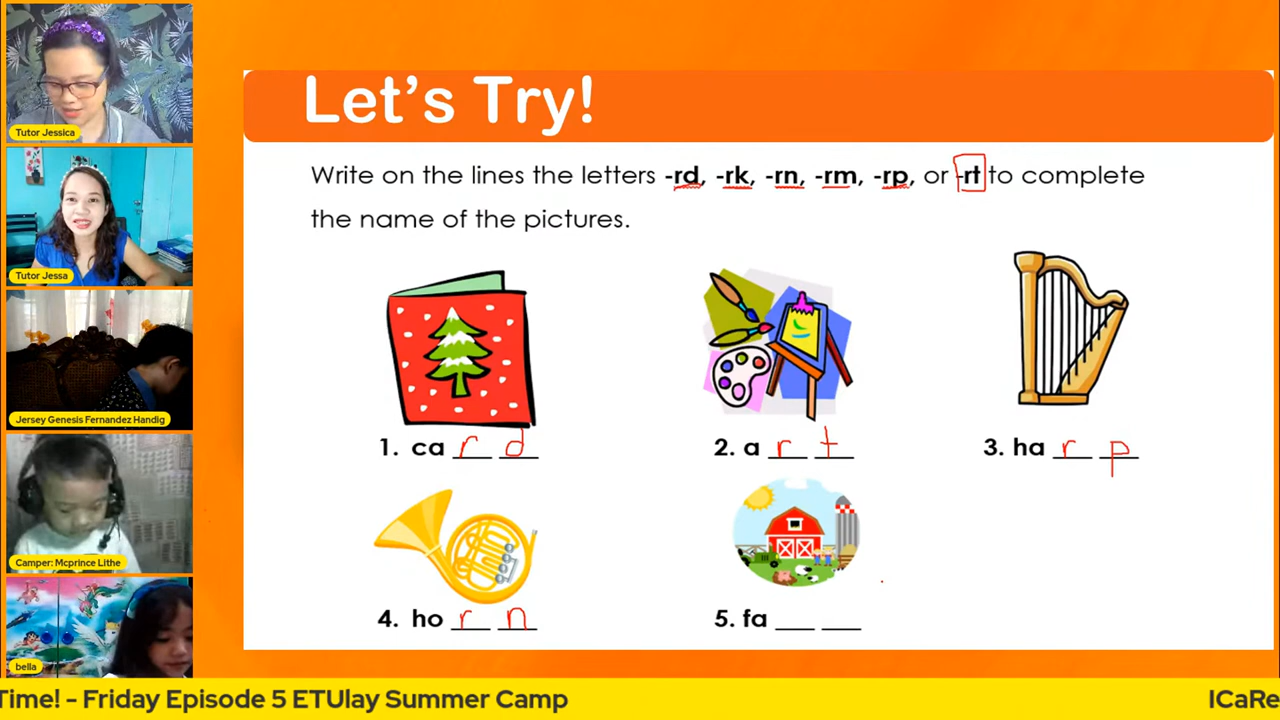 Let's Try!
Write on the lines the letters -rd, -rk, -rn, -rm, -rp, or -rt to complete
the name of the pictures.
1. ca r d
2. a r t
3. ha r p
4. ho r n
5. fa __ __
Tutor Jessica
Tutor Jessa
Jersey Genesis Fernandez Handig
Camper: Mcprince Lithe
bella
Time! - Friday Episode 5 ETUlay Summer Camp
ICaRe